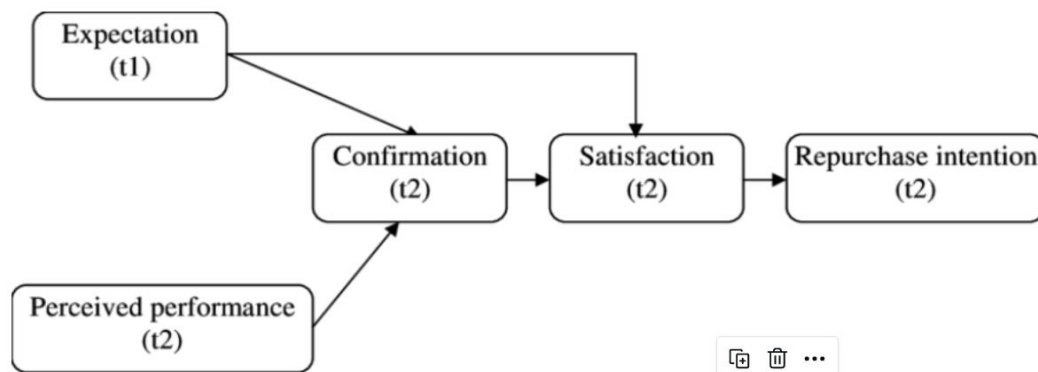 Expectation
(t1)
Confirmation
(t2)
Satisfaction
(t2)
Repurchase intention
(t2)
Perceived performance
(t2)